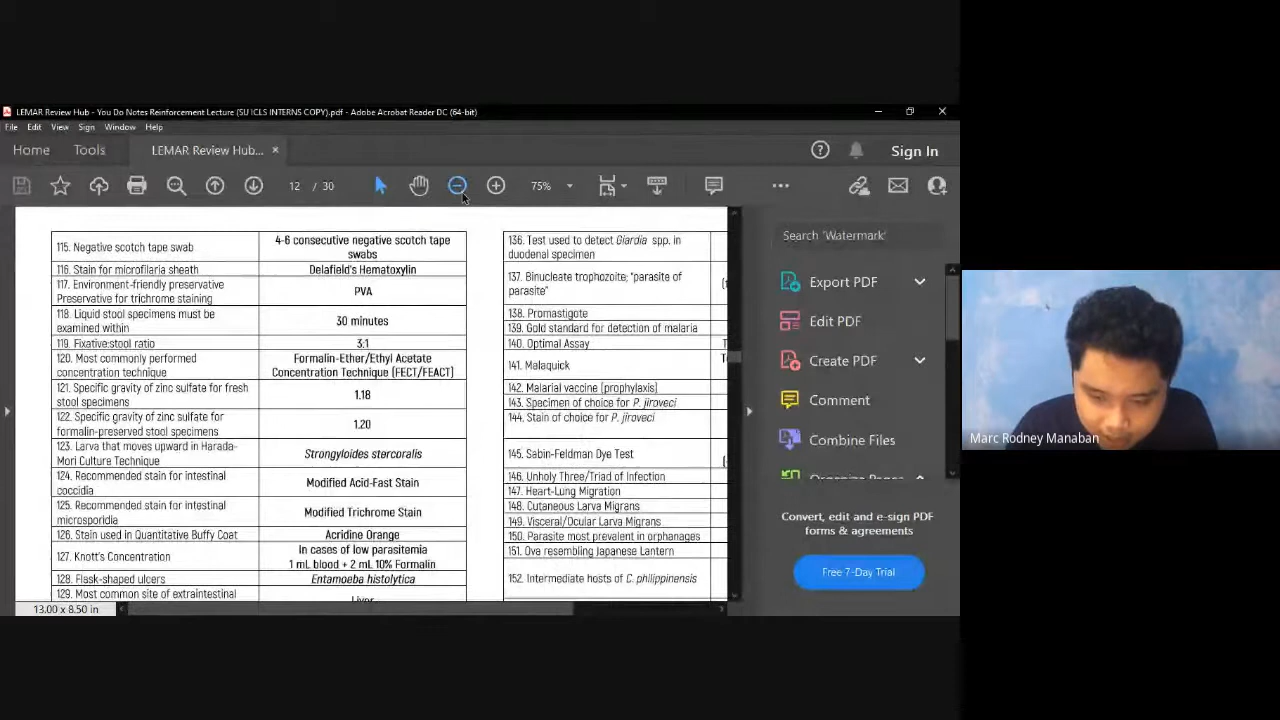 LEMAR Review Hub - You Do Notes Reinforcement Lecture (SU ICLS INTERNS COPY).pdf - Adobe Acrobat Reader DC (64-bit)
File Edit View Sign Window Help
Home Tools LEMAR Review Hub... × Sign In
12 / 30 75%
115. Negative scotch tape swab
4-6 consecutive negative scotch tape
swabs
116. Stain for microfilaria sheath
Delafield's Hematoxylin
117. Environment-friendly preservative
Preservative for trichrome staining
PVA
118. Liquid stool specimens must be
examined within
30 minutes
119. Fixative:stool ratio
3:1
120. Most commonly performed
concentration technique
Formalin-Ether/Ethyl Acetate
Concentration Technique (FECT/FEACT)
121. Specific gravity of zinc sulfate for fresh
stool specimens
1.18
122. Specific gravity of zinc sulfate for
formalin-preserved stool specimens
1.20
123. Larva that moves upward in Harada-
Mori Culture Technique
Strongyloides stercoralis
124. Recommended stain for intestinal
coccidia
Modified Acid-Fast Stain
125. Recommended stain for intestinal
microsporidia
Modified Trichrome Stain
126. Stain used in Quantitative Buffy Coat
Acridine Orange
127. Knott's Concentration
In cases of low parasitemia
1 mL blood + 2 mL 10% Formalin
128. Flask-shaped ulcers
Entamoeba histolytica
129. Most common site of extraintestinal
Liver
136. Test used to detect Giardia spp. in
duodenal specimen
137. Binucleate trophozoite; "parasite of
parasite"
138. Promastigote
139. Gold standard for detection of malaria
140. Optimal Assay
141. Malaquick
142. Malarial vaccine (prophylaxis)
143. Specimen of choice for P. jiroveci
144. Stain of choice for P. jiroveci
145. Sabin-Feldman Dye Test
146. Unholy Three/Triad of Infection
147. Heart-Lung Migration
148. Cutaneous Larva Migrans
149. Visceral/Ocular Larva Migrans
150. Parasite most prevalent in orphanages
151. Ova resembling Japanese Lantern
152. Intermediate hosts of C. philippinensis
13.00 x 8.50 in
Search 'Watermark'
Export PDF
Edit PDF
Create PDF
Comment
Combine Files
Organize Pages
Convert, edit and e-sign PDF
forms & agreements
Free 7-Day Trial
Marc Rodney Manaban